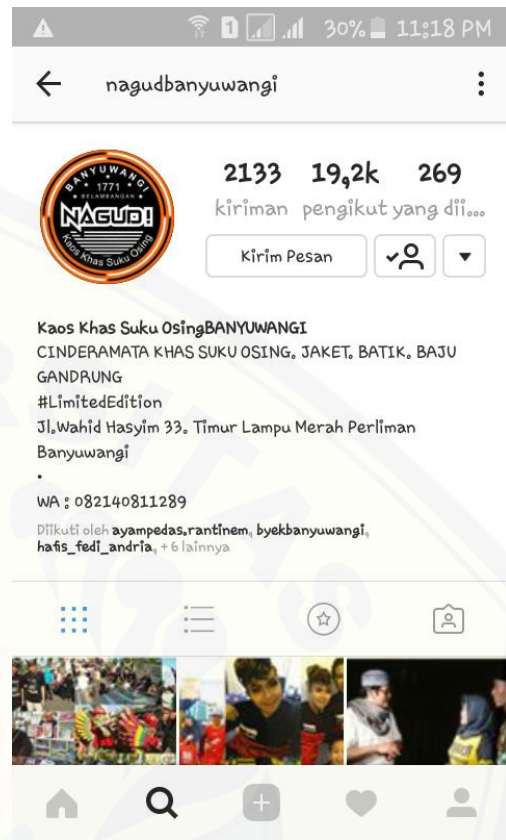 1 30% 11:18 PM
nagudbanyuwangi
2133 19,2k 269
kiriman pengikut yang dii...
Kirim Pesan
BANYUWANGI
1771
BELAMBANGAN
NAGUD!
Kaos Khas Suku Osing
Kaos Khas Suku OsingBANYUWANGI
CINDERAMATA KHAS SUKU OSING. JAKET. BATIK. BAJU
GANDRUNG
#LimitedEdition
Jl.Wahid Hasyim 33. Timur Lampu Merah Perliman
Banyuwangi
.
WA : 082140811289
Diikuti oleh ayampedas.rantinem, byekbanyuwangi,
hafis_fedi_andria, +6 lainnya